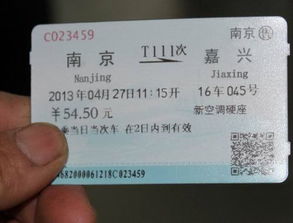 C023459 南京(代)
南京 T111次 嘉兴
Nanjing Jiaxing
2013年04月27日11:15开 16车045号
¥54.50元 新空调硬座
乘当日当次车 在2日内到有效
6682000061218C023459